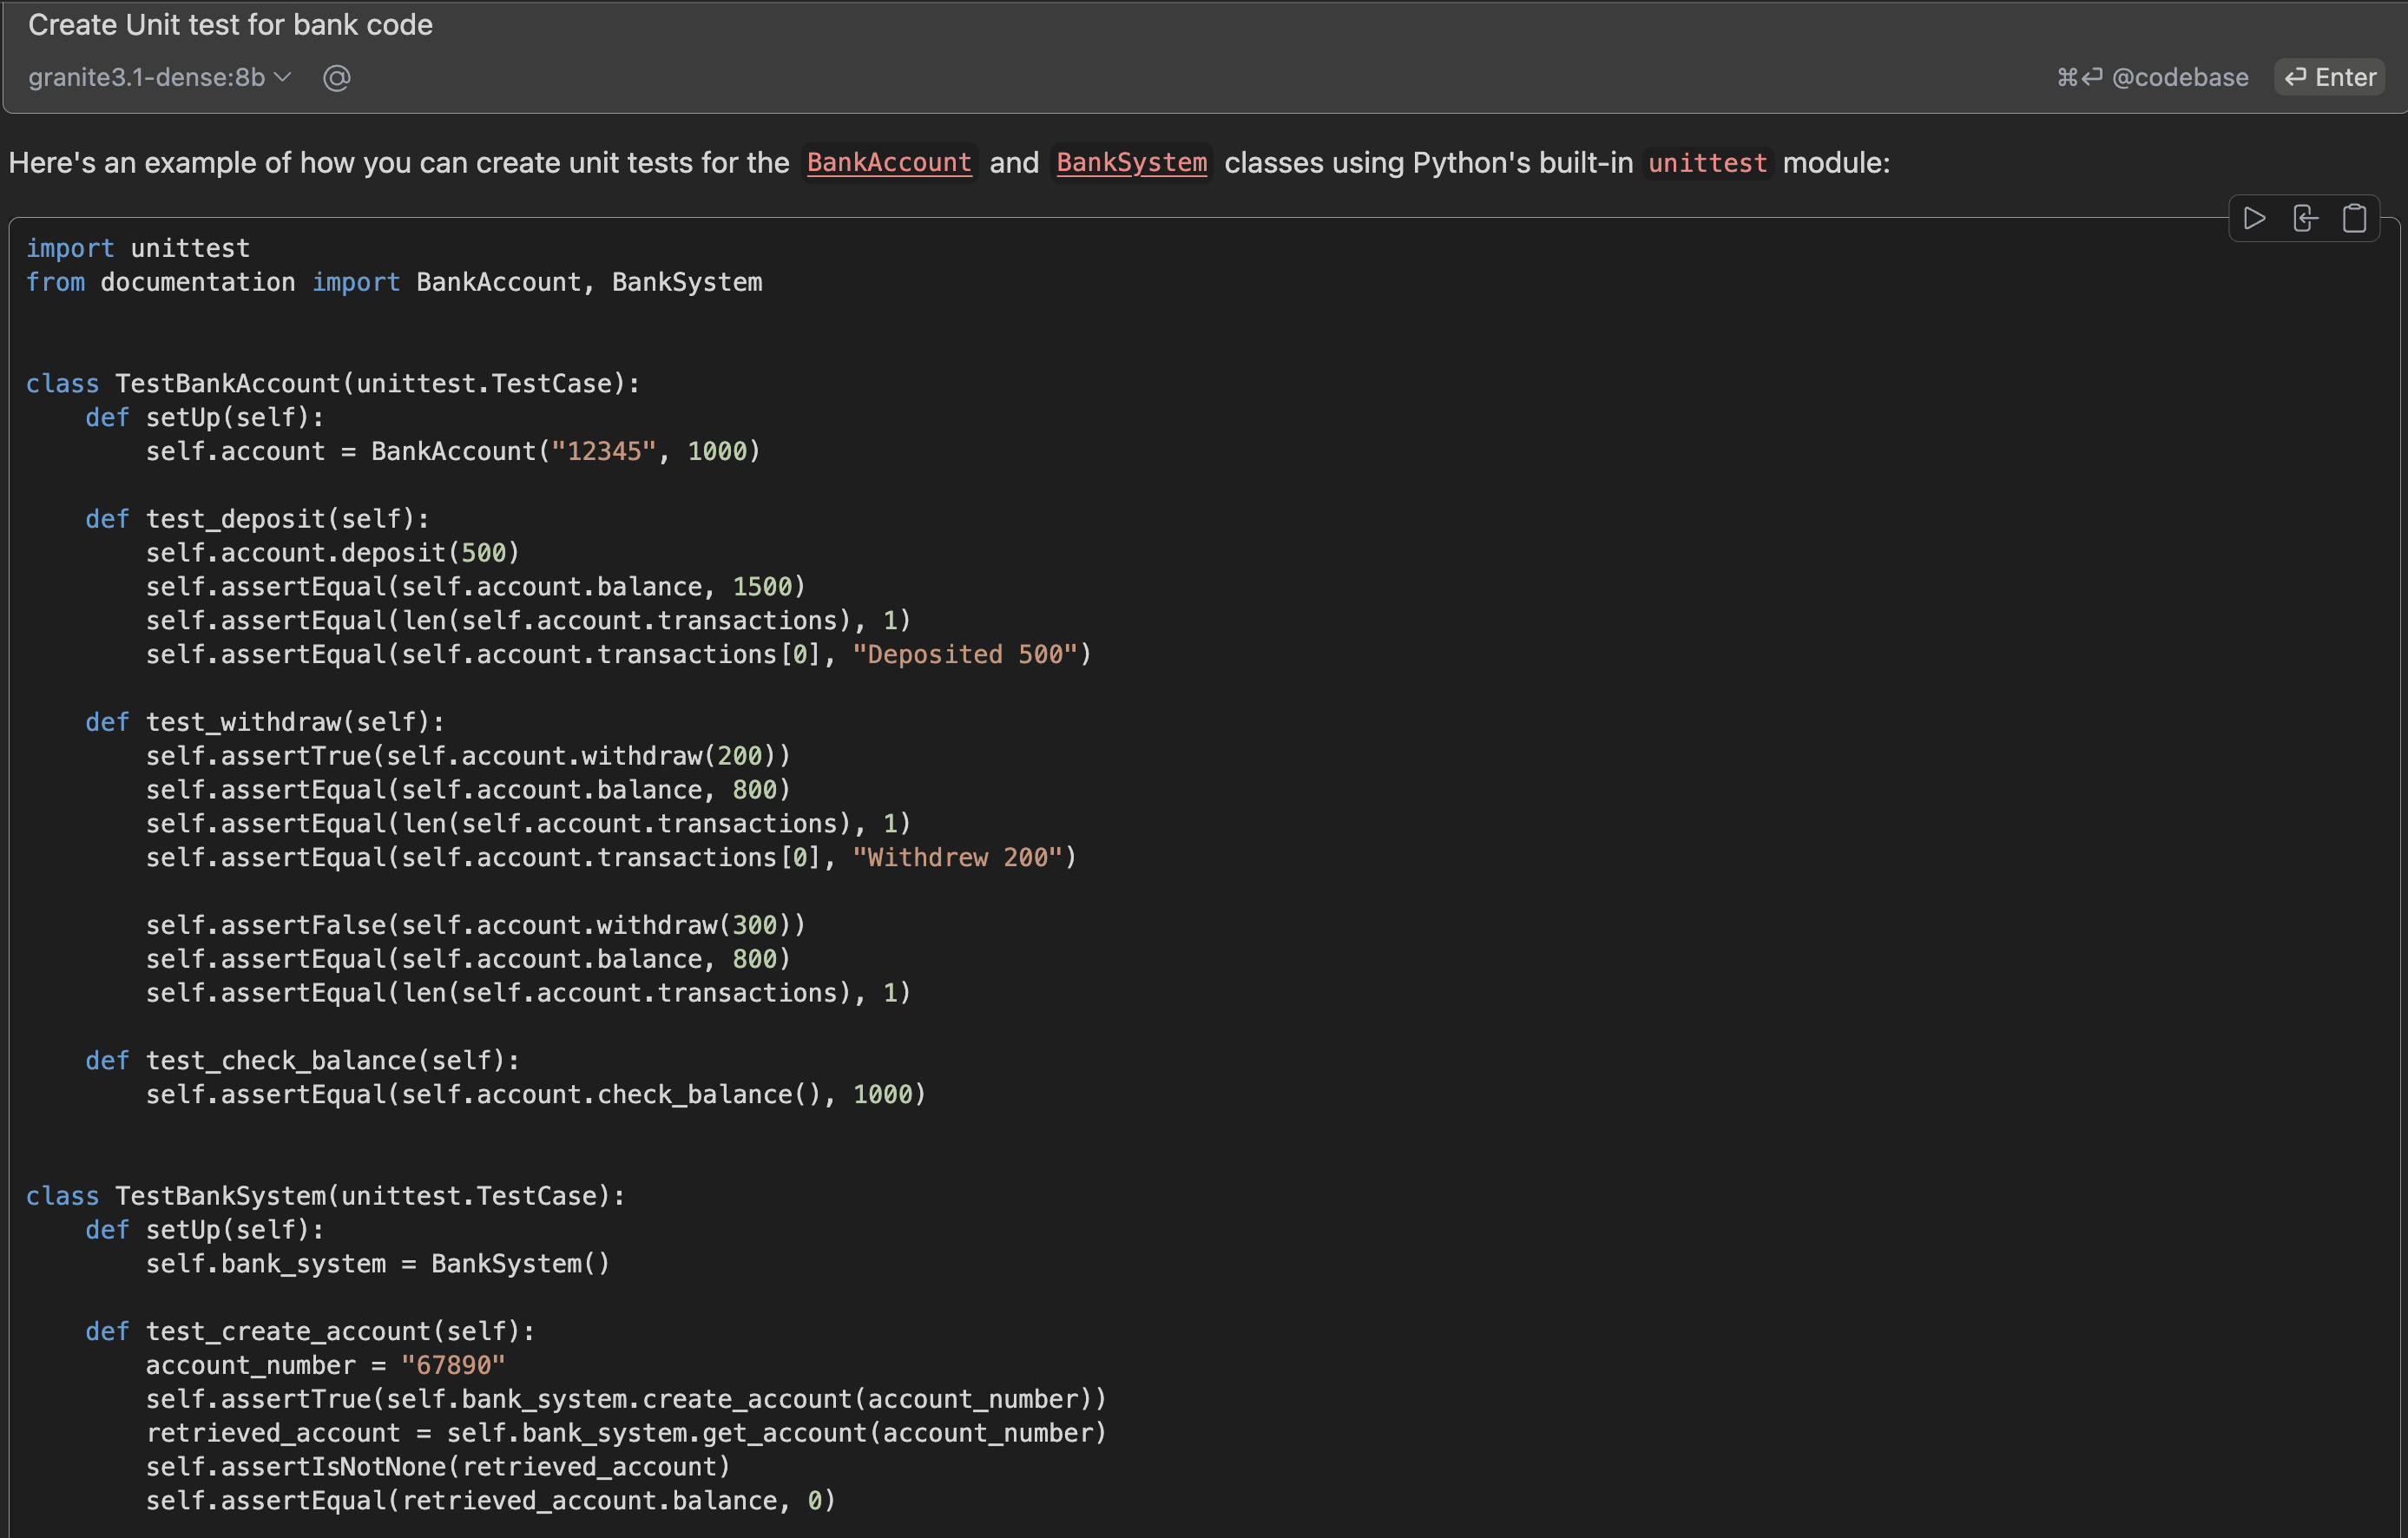 Create Unit test for bank code
granite3.1-dense:8b @ ⌘⏎ @codebase ⏎ Enter
Here's an example of how you can create unit tests for the BankAccount and BankSystem classes using Python's built-in unittest module:
import unittest
from documentation import BankAccount, BankSystem
class TestBankAccount(unittest.TestCase):
    def setUp(self):
        self.account = BankAccount("12345", 1000)
    def test_deposit(self):
        self.account.deposit(500)
        self.assertEqual(self.account.balance, 1500)
        self.assertEqual(len(self.account.transactions), 1)
        self.assertEqual(self.account.transactions[0], "Deposited 500")
    def test_withdraw(self):
        self.assertTrue(self.account.withdraw(200))
        self.assertEqual(self.account.balance, 800)
        self.assertEqual(len(self.account.transactions), 1)
        self.assertEqual(self.account.transactions[0], "Withdrew 200")
        self.assertFalse(self.account.withdraw(300))
        self.assertEqual(self.account.balance, 800)
        self.assertEqual(len(self.account.transactions), 1)
    def test_check_balance(self):
        self.assertEqual(self.account.check_balance(), 1000)
class TestBankSystem(unittest.TestCase):
    def setUp(self):
        self.bank_system = BankSystem()
    def test_create_account(self):
        account_number = "67890"
        self.assertTrue(self.bank_system.create_account(account_number))
        retrieved_account = self.bank_system.get_account(account_number)
        self.assertIsNotNone(retrieved_account)
        self.assertEqual(retrieved_account.balance, 0)